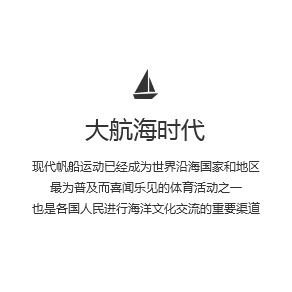 大航海时代
现代帆船运动已经成为世界沿海国家和地区
最为普及而喜闻乐见的体育活动之一
也是各国人民进行海洋文化交流的重要渠道